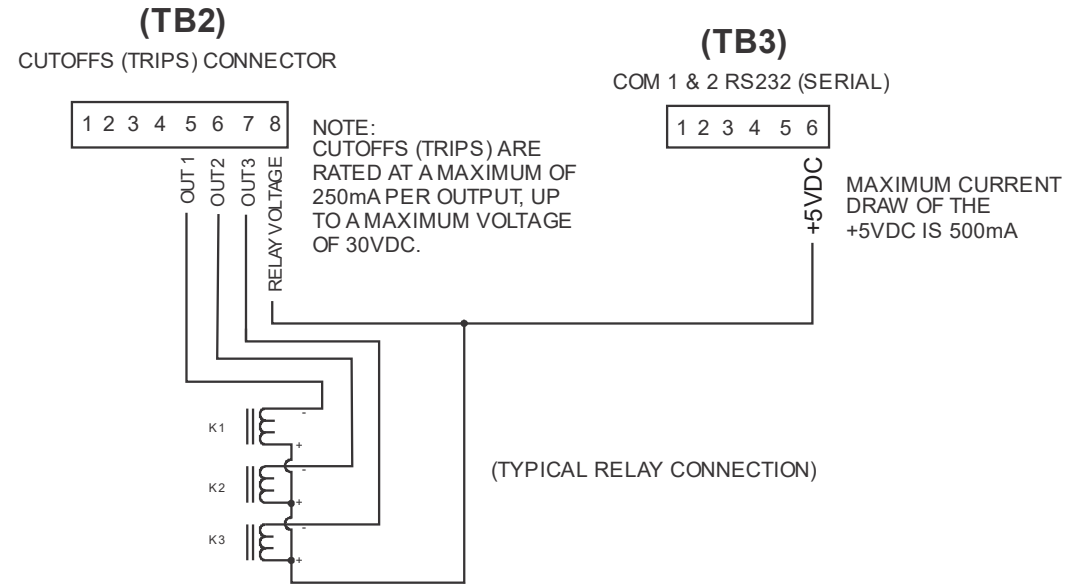 (TB2)
CUTOFFS (TRIPS) CONNECTOR
1 2 3 4 5 6 7 8
OUT 1
OUT2
OUT3
RELAY VOLTAGE
NOTE:
CUTOFFS (TRIPS) ARE
RATED AT A MAXIMUM OF
250mA PER OUTPUT, UP
TO A MAXIMUM VOLTAGE
OF 30VDC.
(TB3)
COM 1 & 2 RS232 (SERIAL)
1 2 3 4 5 6
+5VDC
MAXIMUM CURRENT
DRAW OF THE
+5VDC IS 500mA
K1
-
+
K2
-
+
K3
-
+
(TYPICAL RELAY CONNECTION)